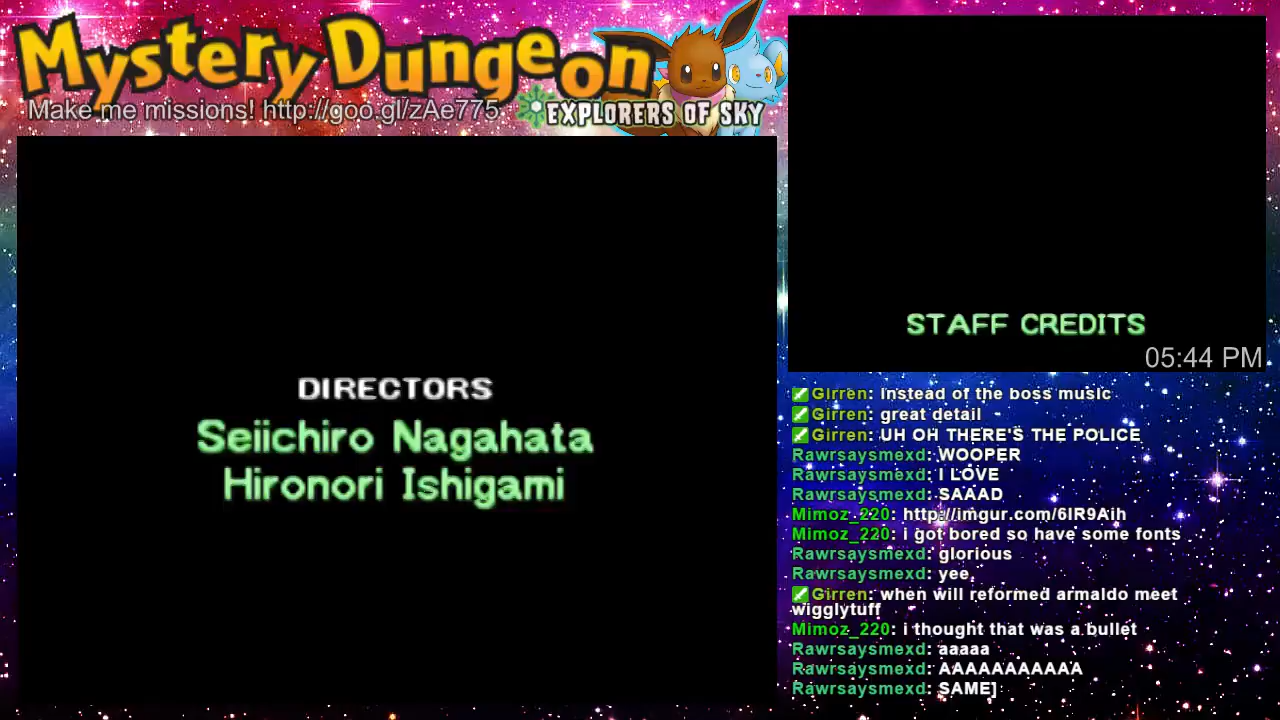 Mystery Dungeon
Make me missions! http://goo.gl/zAe775
EXPLORERS OF SKY
DIRECTORS
Seiichiro Nagahata
Hironori Ishigami
STAFF CREDITS
05:44 PM
Girren: instead of the boss music
Girren: great detail
Girren: UH OH THERE'S THE POLICE
Rawrsaysmexd: WOOPER
Rawrsaysmexd: I LOVE
Rawrsaysmexd: SAAAD
Mimoz_220: http://imgur.com/6IR9Aih
Mimoz_220: i got bored so have some fonts
Rawrsaysmexd: glorious
Rawrsaysmexd: yee
Girren: when will reformed armaldo meet
wigglytuff
Mimoz_220: i thought that was a bullet
Rawrsaysmexd: aaaaa
Rawrsaysmexd: AAAAAAAAAAA
Rawrsaysmexd: SAME]